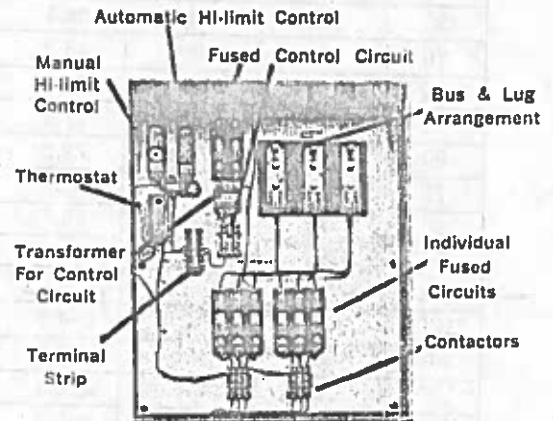 Automatic Hi-limit Control
Fused Control Circuit
Manual
Hi-limit
Control
Bus & Lug
Arrangement
Thermostat
Transformer
For Control
Circuit
Individual
Fused
Circuits
Terminal
Strip
Contactors